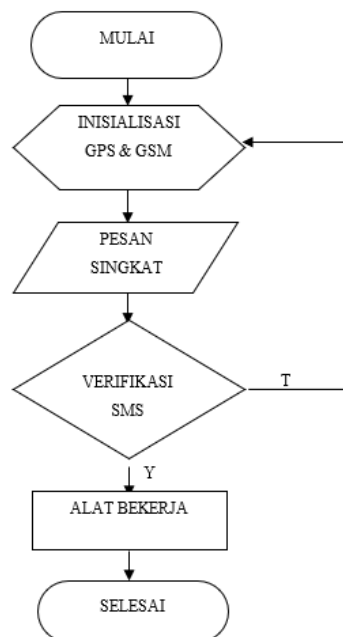 MULAI
INISIALISASI
GPS & GSM
PESAN
SINGKAT
VERIFIKASI
SMS
T
Y
ALAT BEKERJA
SELESAI